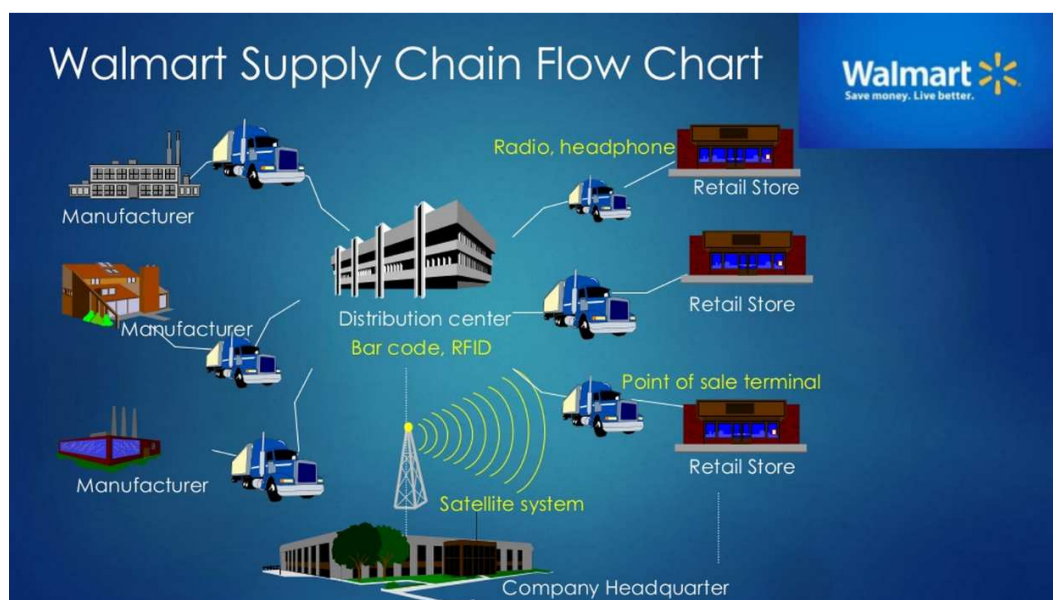 Walmart Supply Chain Flow Chart
Walmart
Save money. Live better.
Radio, headphone
Retail Store
Manufacturer
Retail Store
Manufacturer
Distribution center
Bar code, RFID
Point of sale terminal
Retail Store
Manufacturer
Satellite system
Company Headquarter